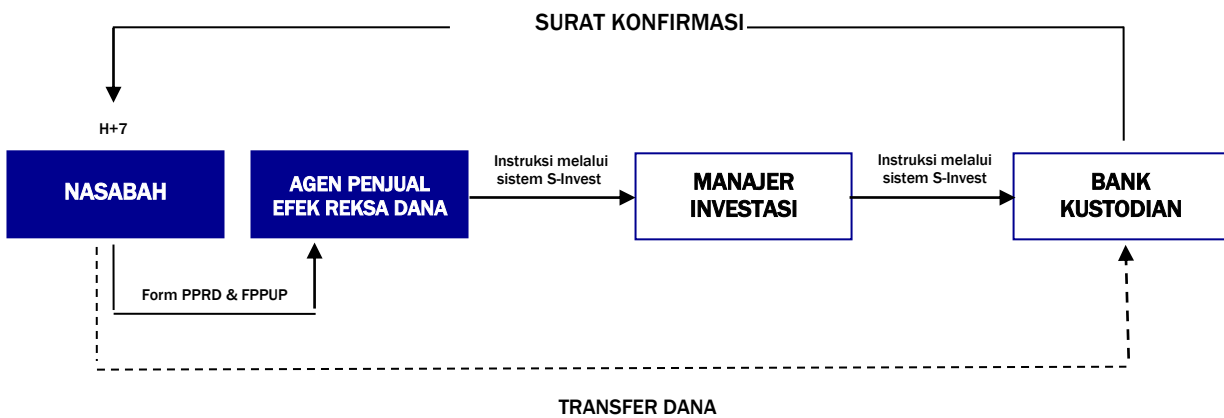 SURAT KONFIRMASI
H+7
NASABAH
AGEN PENJUAL
EFEK REKSA DANA
Instruksi melalui
sistem S-Invest
MANAJER
INVESTASI
Instruksi melalui
sistem S-Invest
BANK
KUSTODIAN
Form PPRD & FPPUP
TRANSFER DANA